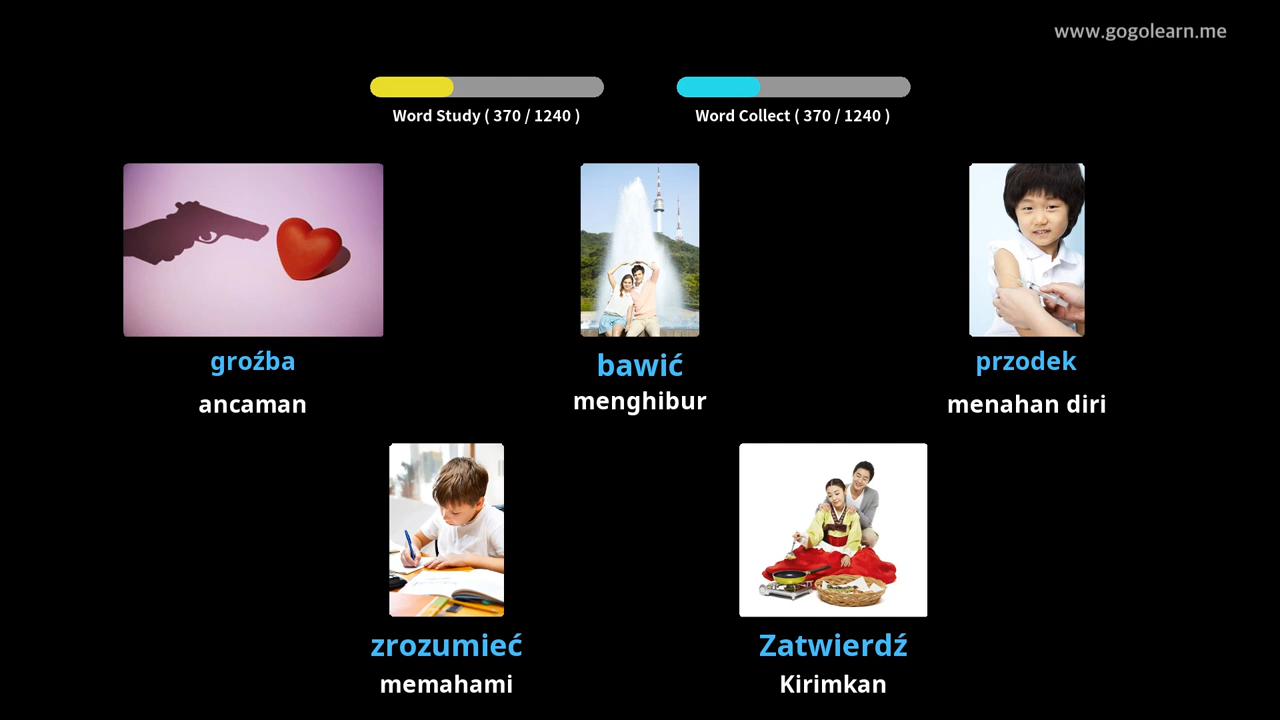 www.gogolearn.me
Word Study ( 370 / 1240 )
Word Collect ( 370 / 1240 )
groźba
ancaman
bawić
menghibur
przodek
menahan diri
zrozumieć
memahami
Zatwierdź
Kirimkan